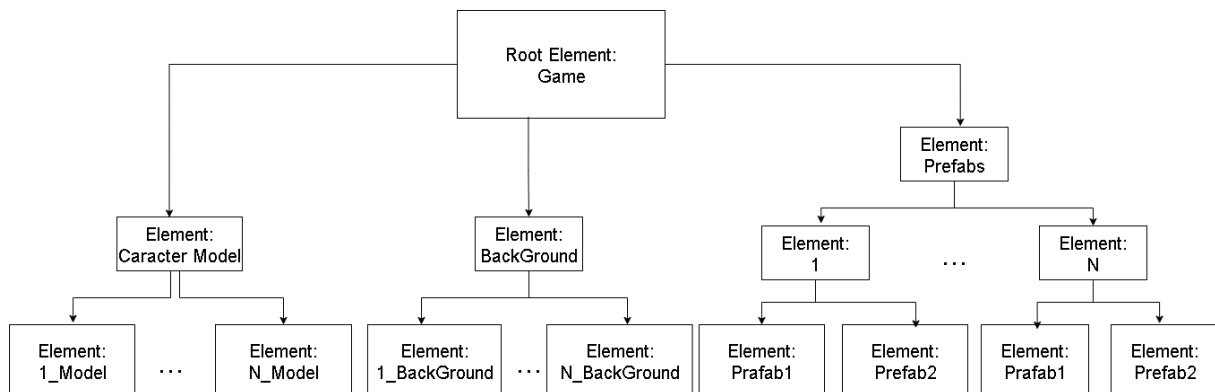 Root Element:
Game
Element:
Prefabs
Element:
Caracter Model
Element:
BackGround
Element:
1
...
Element:
N
Element:
1_Model
...
Element:
N_Model
Element:
1_BackGround
...
Element:
N_BackGround
Element:
Prafab1
Element:
Prefab2
Element:
Prafab1
Element:
Prefab2